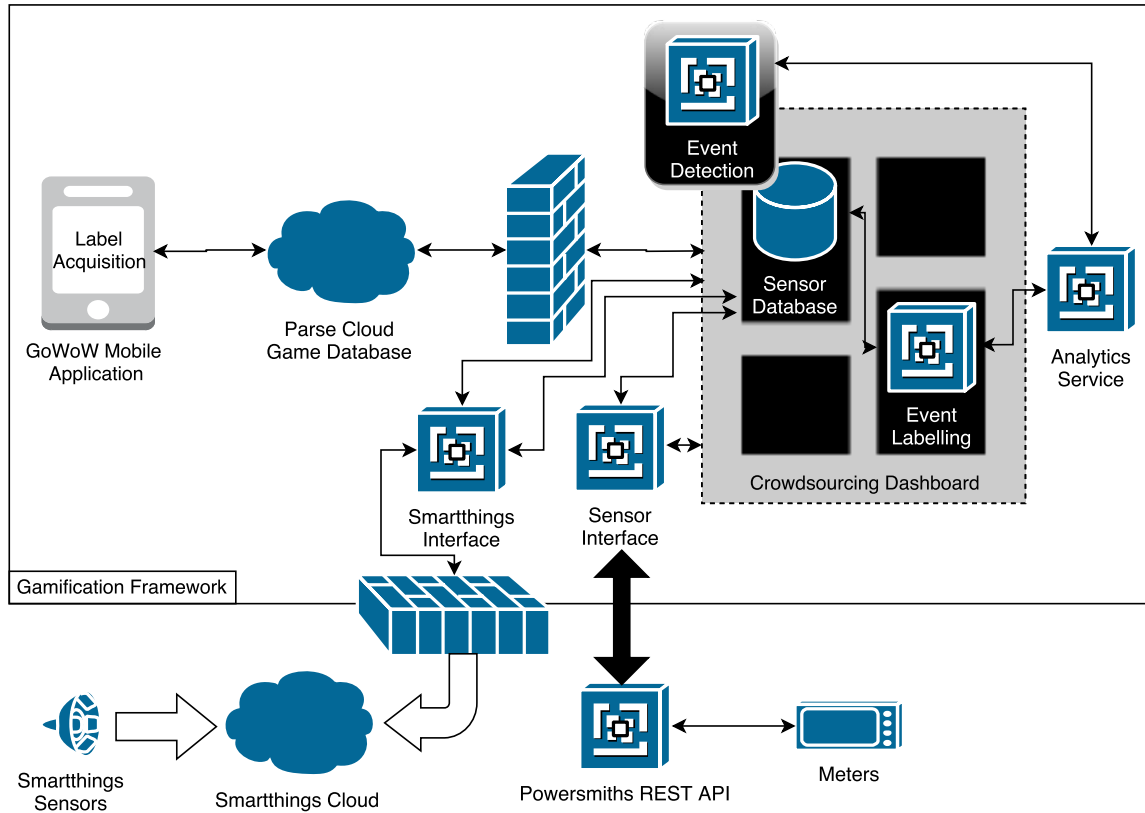 Event
Detection
Label
Acquisition
Sensor
Database
Parse Cloud
Game Database
GoWoW Mobile
Application
Analytics
Service
Event
Labelling
Crowdsourcing Dashboard
Smartthings
Interface
Sensor
Interface
Gamification Framework
Smartthings
Sensors
Smartthings Cloud
Powersmiths REST API
Meters